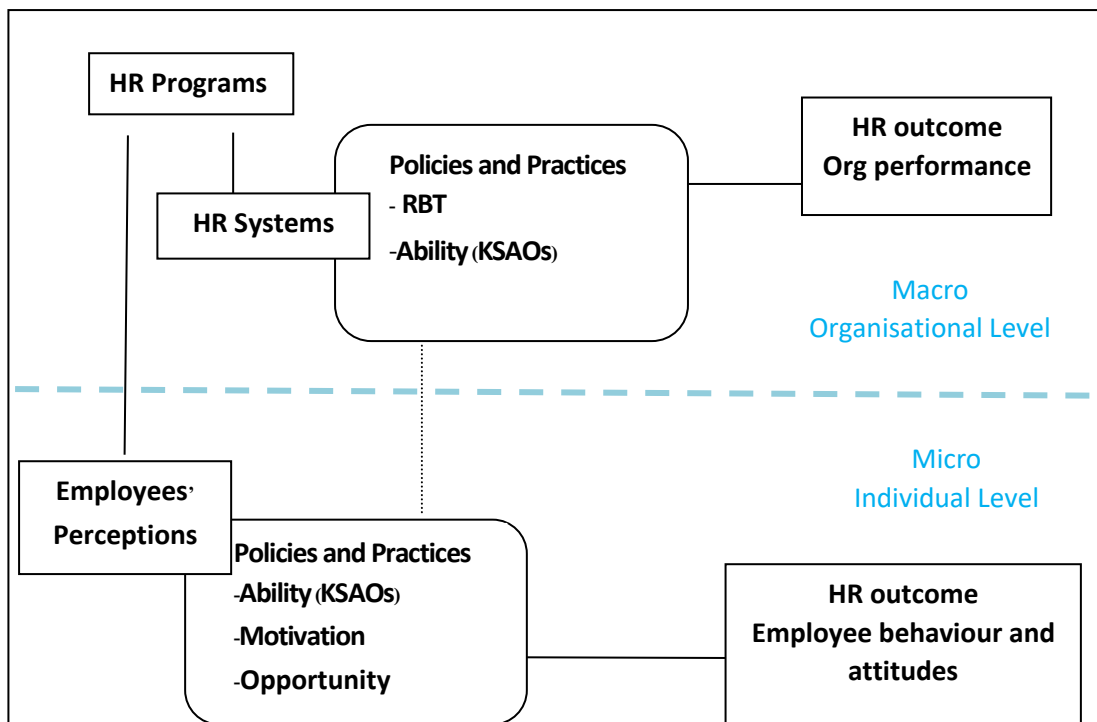 HR Programs
HR outcome
Org performance
Policies and Practices
- RBT
-Ability (KSAOs)
HR Systems
Macro
Organisational Level
Micro
Individual Level
Employees’
Perceptions
Policies and Practices
-Ability (KSAOs)
-Motivation
-Opportunity
HR outcome
Employee behaviour and
attitudes